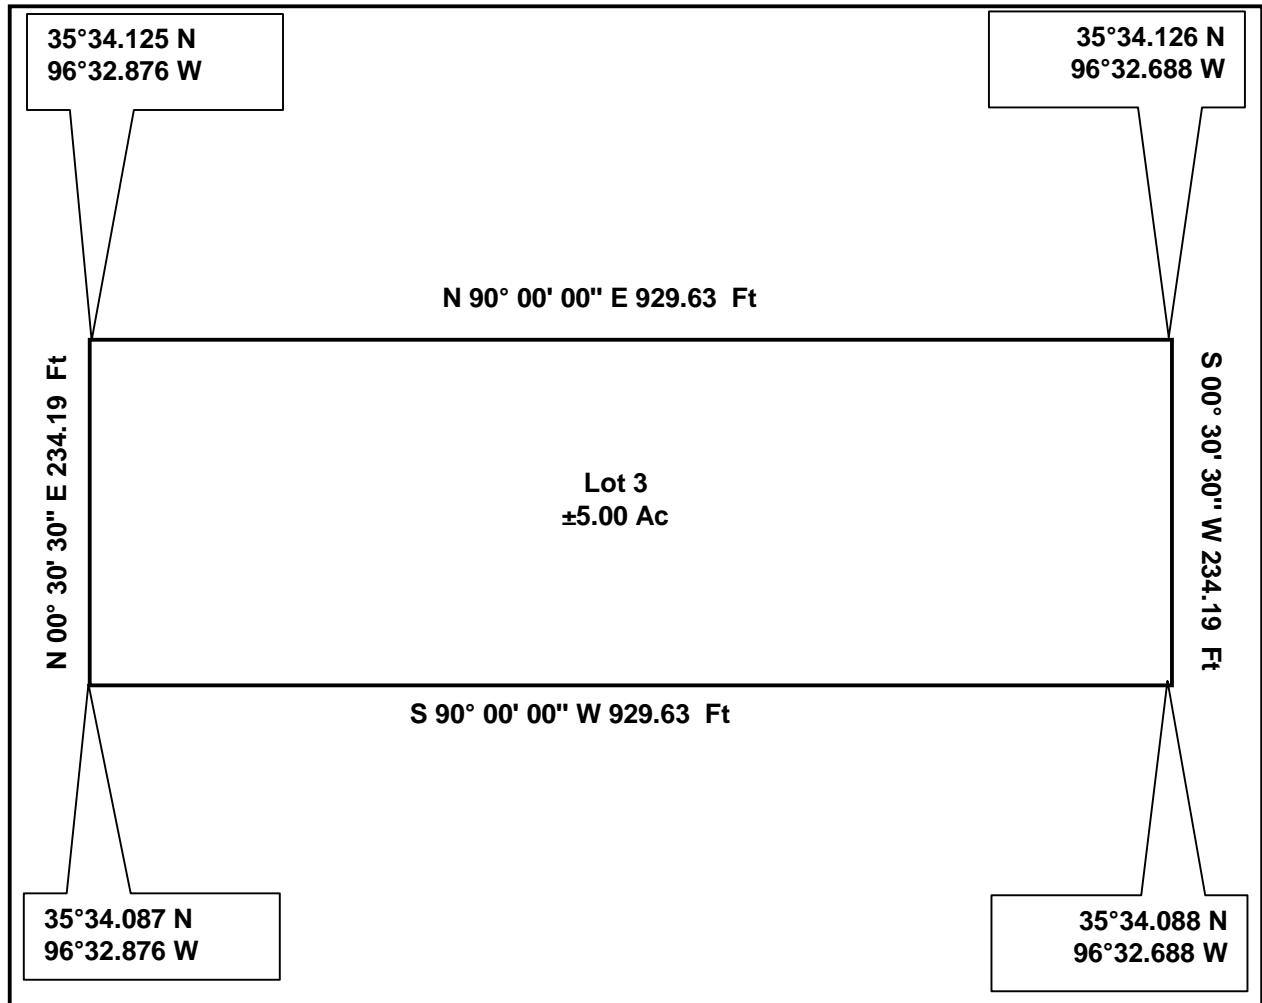 35°34.125 N
96°32.876 W
35°34.126 N
96°32.688 W
N 90° 00' 00" E 929.63 Ft
N 00° 30' 30" E 234.19 Ft
S 00° 30' 30" W 234.19 Ft
Lot 3
±5.00 Ac
S 90° 00' 00" W 929.63 Ft
35°34.087 N
96°32.876 W
35°34.088 N
96°32.688 W